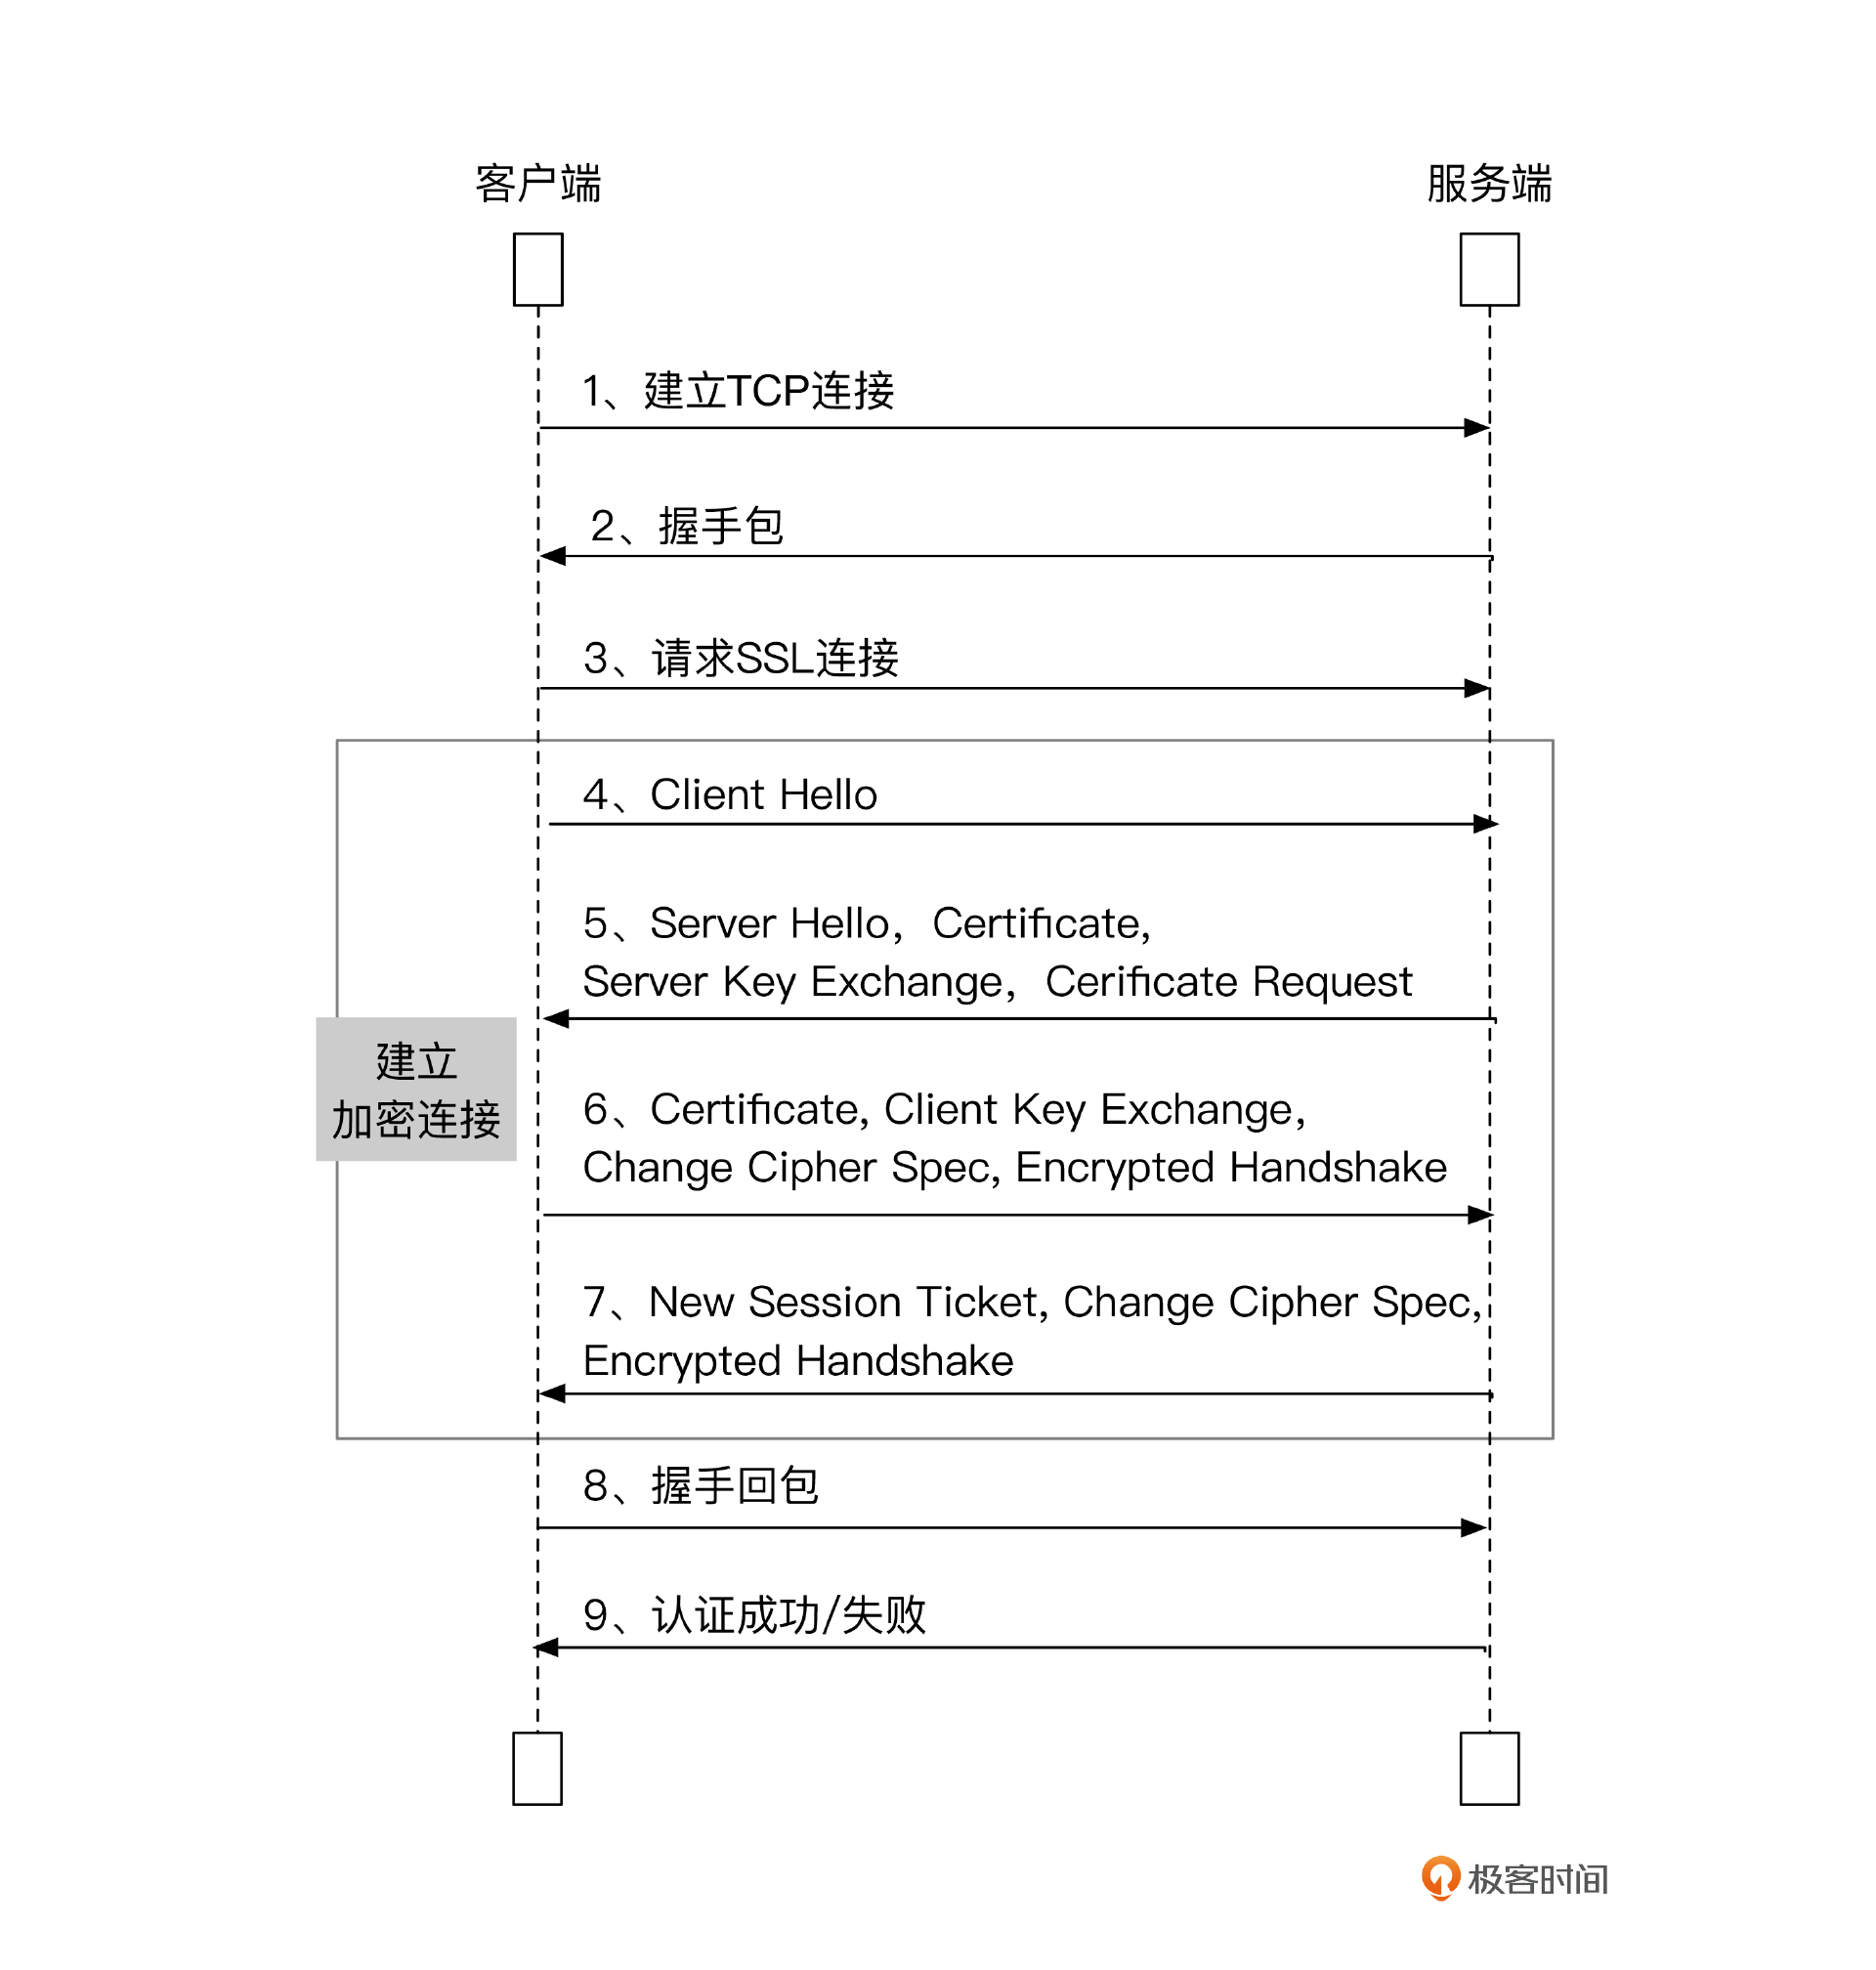 客户端
服务端
1、建立TCP连接
2、握手包
3、请求SSL连接
4、Client Hello
5、Server Hello，Certificate,
Server Key Exchange，Cerificate Request
建立
加密连接
6、Certificate, Client Key Exchange,
Change Cipher Spec, Encrypted Handshake
7、New Session Ticket, Change Cipher Spec,
Encrypted Handshake
8、握手回包
9、认证成功/失败
极客时间